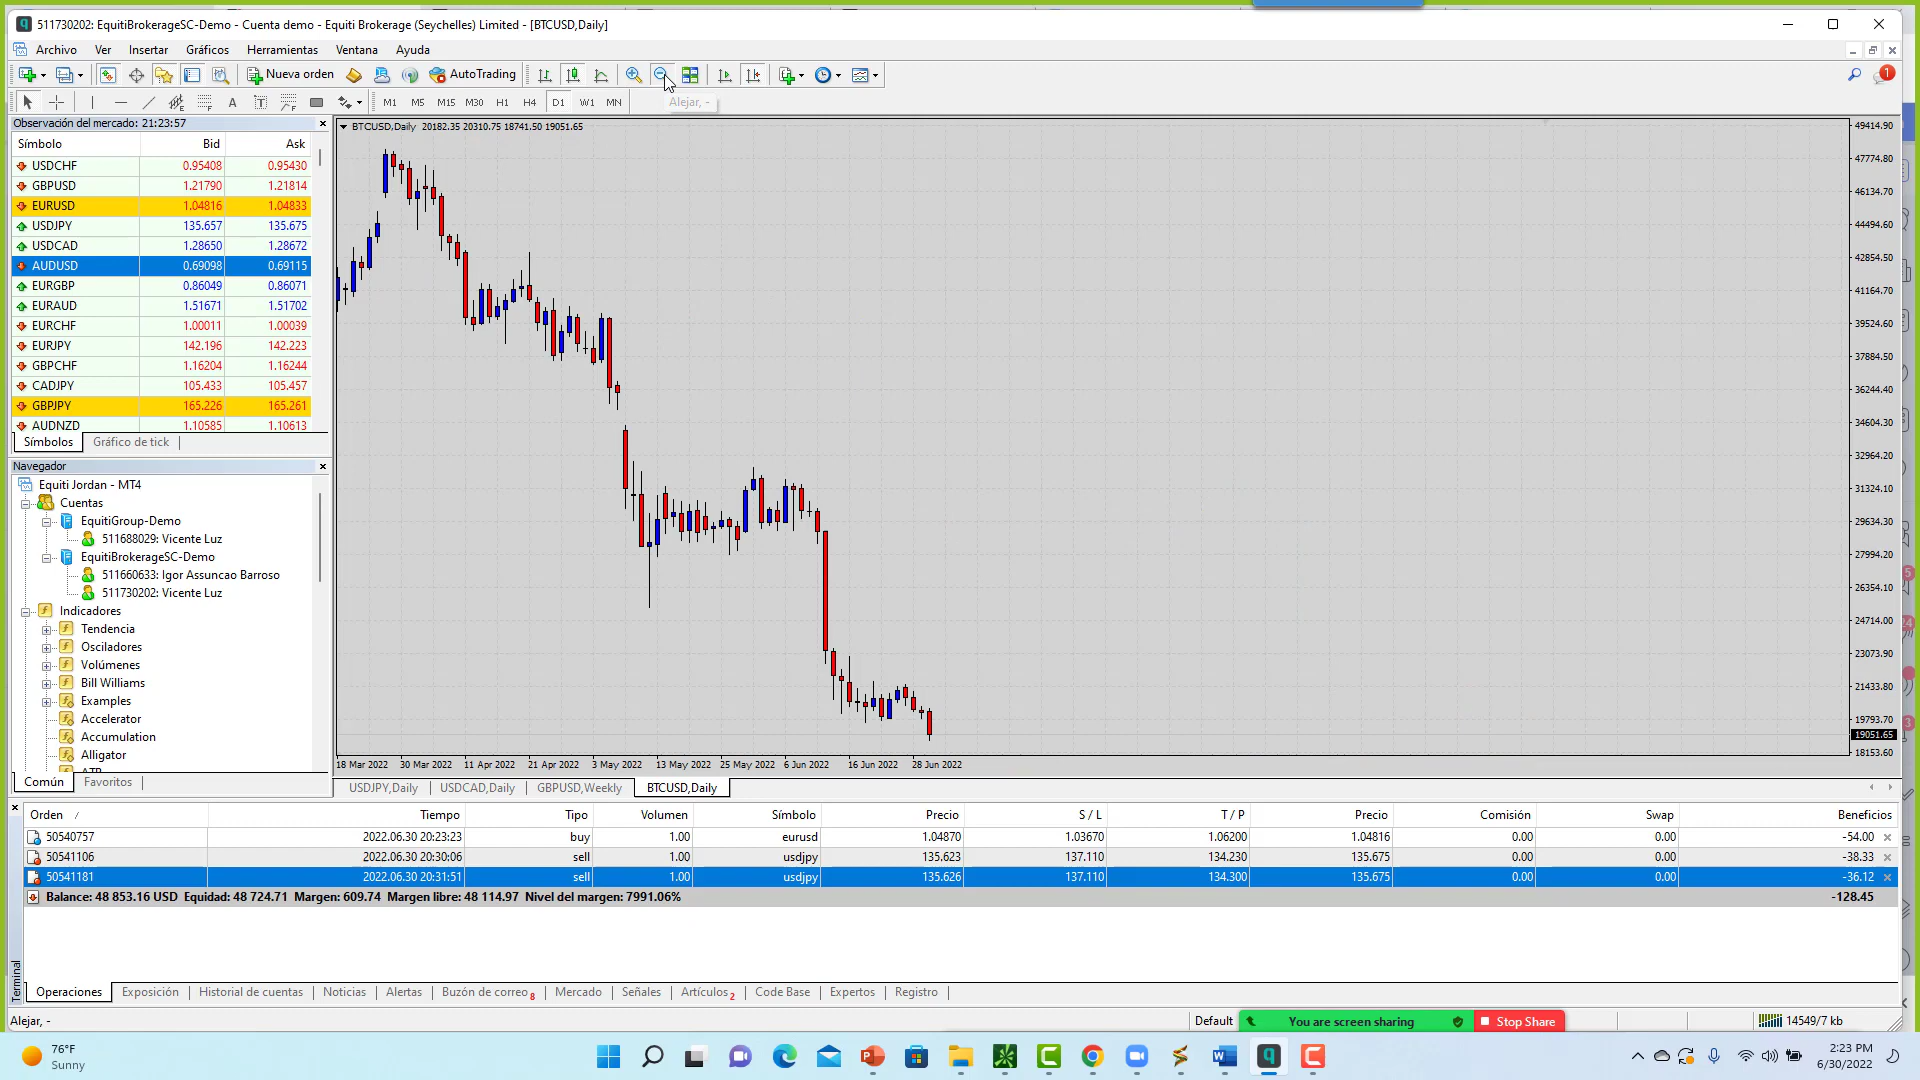 511730202: EquitiBrokerageSC-Demo - Cuenta demo - Equiti Brokerage (Seychelles) Limited - [BTCUSD,Daily]
Archivo Ver Insertar Gráficos Herramientas Ventana Ayuda
Nueva orden AutoTrading 1
A T M1 M5 M15 M30 H1 H4 D1 W1 MN Alejar, -
Observación del mercado: 21:23:57
Símbolo Bid Ask
USDCHF 0.95408 0.95430
GBPUSD 1.21790 1.21814
EURUSD 1.04816 1.04833
USDJPY 135.657 135.675
USDCAD 1.28650 1.28672
AUDUSD 0.69098 0.69115
EURGBP 0.86049 0.86071
EURAUD 1.51671 1.51702
EURCHF 1.00011 1.00039
EURJPY 142.196 142.223
GBPCHF 1.16204 1.16244
CADJPY 105.433 105.457
GBPJPY 165.226 165.261
AUDNZD 1.10585 1.10613
Símbolos Gráfico de tick
Navegador
Equiti Jordan - MT4
Cuentas
EquitiGroup-Demo
511688029: Vicente Luz
EquitiBrokerageSC-Demo
511660633: Igor Assuncao Barroso
511730202: Vicente Luz
Indicadores
Tendencia
Osciladores
Volúmenes
Bill Williams
Examples
Accelerator
Accumulation
Alligator
Común Favoritos
BTCUSD,Daily 20182.35 20310.75 18741.50 19051.65
49414.90
47774.80
46134.70
44494.60
42854.50
41164.70
39524.60
37884.50
36244.40
34604.30
32964.20
31324.10
29634.30
27994.20
26354.10
24714.00
23073.90
21433.80
19793.70
19051.65
18153.60
18 Mar 2022 30 Mar 2022 11 Apr 2022 21 Apr 2022 3 May 2022 13 May 2022 25 May 2022 6 Jun 2022 16 Jun 2022 28 Jun 2022
USDJPY,Daily USDCAD,Daily GBPUSD,Weekly BTCUSD,Daily
Orden / Tiempo Tipo Volumen Símbolo Precio S / L T / P Precio Comisión Swap Beneficios
50540757 2022.06.30 20:23:23 buy 1.00 eurusd 1.04870 1.03670 1.06200 1.04816 0.00 0.00 -54.00
50541106 2022.06.30 20:30:06 sell 1.00 usdjpy 135.623 137.110 134.230 135.675 0.00 0.00 -38.33
50541181 2022.06.30 20:31:51 sell 1.00 usdjpy 135.626 137.110 134.300 135.675 0.00 0.00 -36.12
Balance: 48 853.16 USD Equidad: 48 724.71 Margen: 609.74 Margen libre: 48 114.97 Nivel del margen: 7991.06% -128.45
Terminal
Operaciones Exposición Historial de cuentas Noticias Alertas Buzón de correo 8 Mercado Señales Artículos 2 Code Base Expertos Registro
Alejar, - Default You are screen sharing Stop Share 14549/7 kb
76°F
Sunny
2:23 PM
6/30/2022